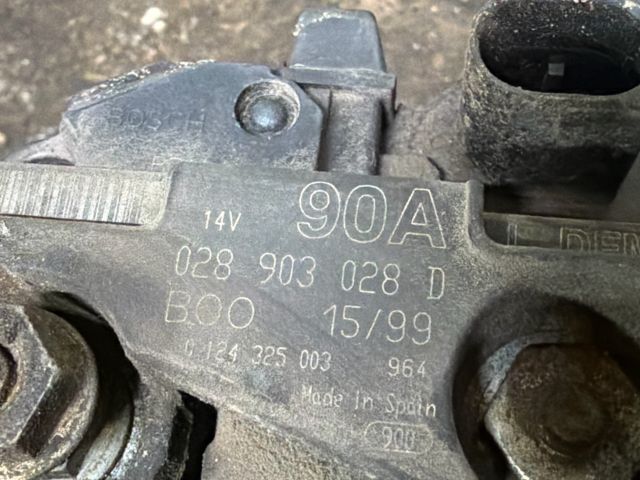 BOSCH
14V 90A
028 903 028 D
BOO 15/99
0 124 325 003 964
Made In Spain
900